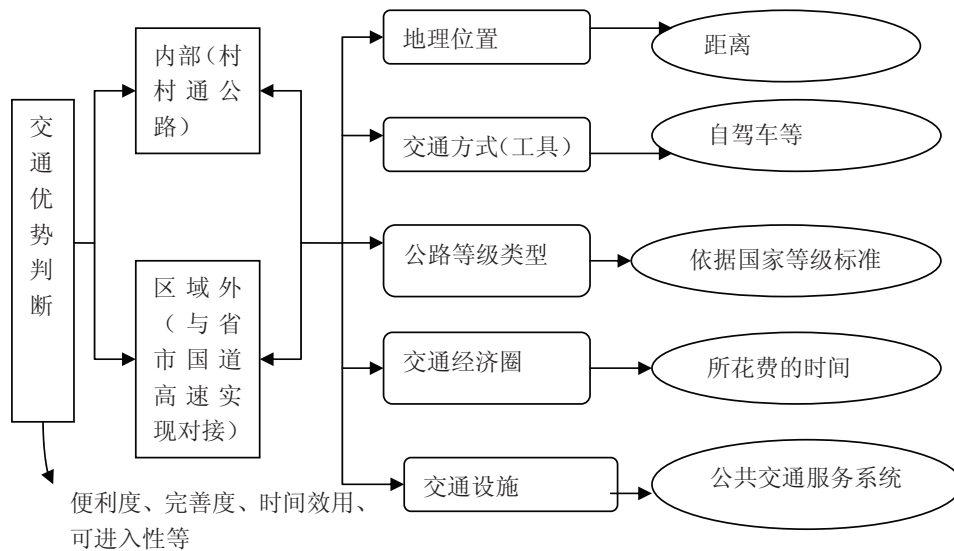 交
通
优
势
判
断
内部（村
村通公
路）
区域外
（与省
市国道
高速实
现对接）
地理位置
交通方式（工具）
公路等级类型
交通经济圈
交通设施
距离
自驾车等
依据国家等级标准
所花费的时间
公共交通服务系统
便利度、完善度、时间效用、
可进入性等